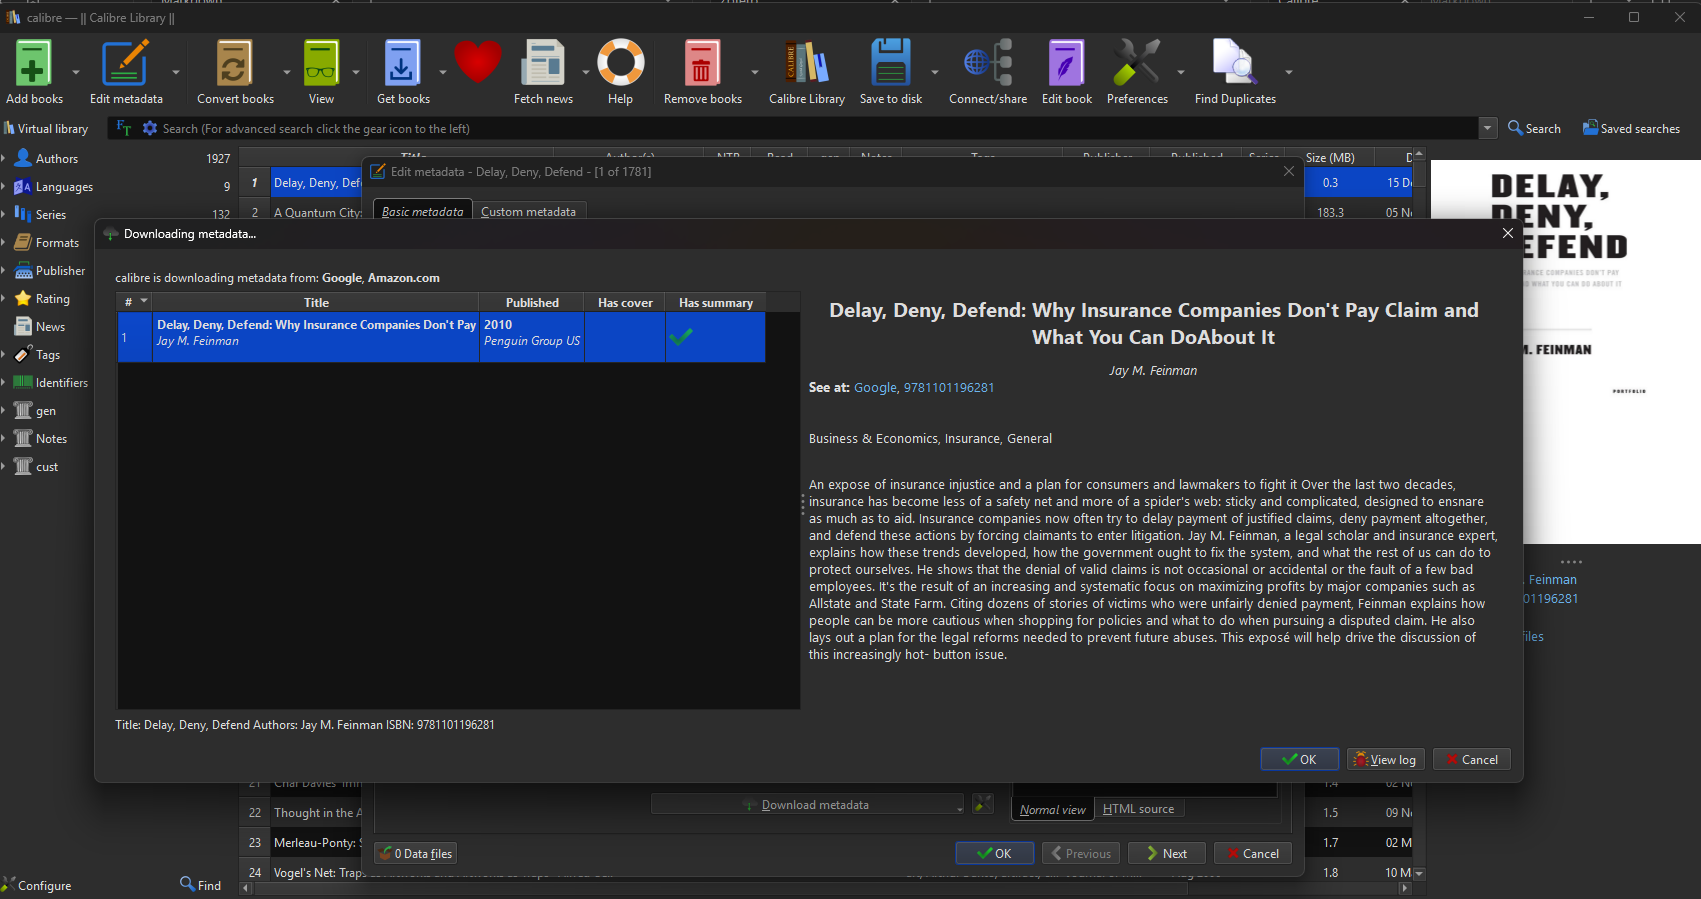 calibre — || Calibre Library ||
Add books
Edit metadata
Convert books
View
Get books
Fetch news
Help
Remove books
Calibre Library
Save to disk
Connect/share
Edit book
Preferences
Find Duplicates
Virtual library
Search (For advanced search click the gear icon to the left)
Search
Saved searches
Authors 1927
Languages 9
Series 132
Formats
Publisher
Rating
News
Tags
Identifiers
gen
Notes
cust
Configure
Find
Size (MB)
1 Delay, Deny, Def 0.3 15 D
2 A Quantum City: 183.3 05 N
Edit metadata - Delay, Deny, Defend - [1 of 1781]
Basic metadata
Custom metadata
Downloading metadata...
calibre is downloading metadata from: Google, Amazon.com
# Title Published Has cover Has summary
1 Delay, Deny, Defend: Why Insurance Companies Don't Pay 2010
Jay M. Feinman Penguin Group US
Delay, Deny, Defend: Why Insurance Companies Don't Pay Claim and
What You Can DoAbout It
Jay M. Feinman
See at: Google, 9781101196281
Business & Economics, Insurance, General
An expose of insurance injustice and a plan for consumers and lawmakers to fight it Over the last two decades,
insurance has become less of a safety net and more of a spider's web: sticky and complicated, designed to ensnare
as much as to aid. Insurance companies now often try to delay payment of justified claims, deny payment altogether,
and defend these actions by forcing claimants to enter litigation. Jay M. Feinman, a legal scholar and insurance expert,
explains how these trends developed, how the government ought to fix the system, and what the rest of us can do to
protect ourselves. He shows that the denial of valid claims is not occasional or accidental or the fault of a few bad
employees. It's the result of an increasing and systematic focus on maximizing profits by major companies such as
Allstate and State Farm. Citing dozens of stories of victims who were unfairly denied payment, Feinman explains how
people can be more cautious when shopping for policies and what to do when pursuing a disputed claim. He also
lays out a plan for the legal reforms needed to prevent future abuses. This exposé will help drive the discussion of
this increasingly hot- button issue.
Title: Delay, Deny, Defend Authors: Jay M. Feinman ISBN: 9781101196281
OK
View log
Cancel
DELAY,
DENY,
EFEND
M. FEINMAN
PORTFOLIO
. Feinman
01196281
files
22 Thought in the A 1.5 09 N
23 Merleau-Ponty: 1.7 02 M
24 Vogel's Net: Trap 1.8 10 M
Download metadata
Normal view
HTML source
0 Data files
OK
Previous
Next
Cancel